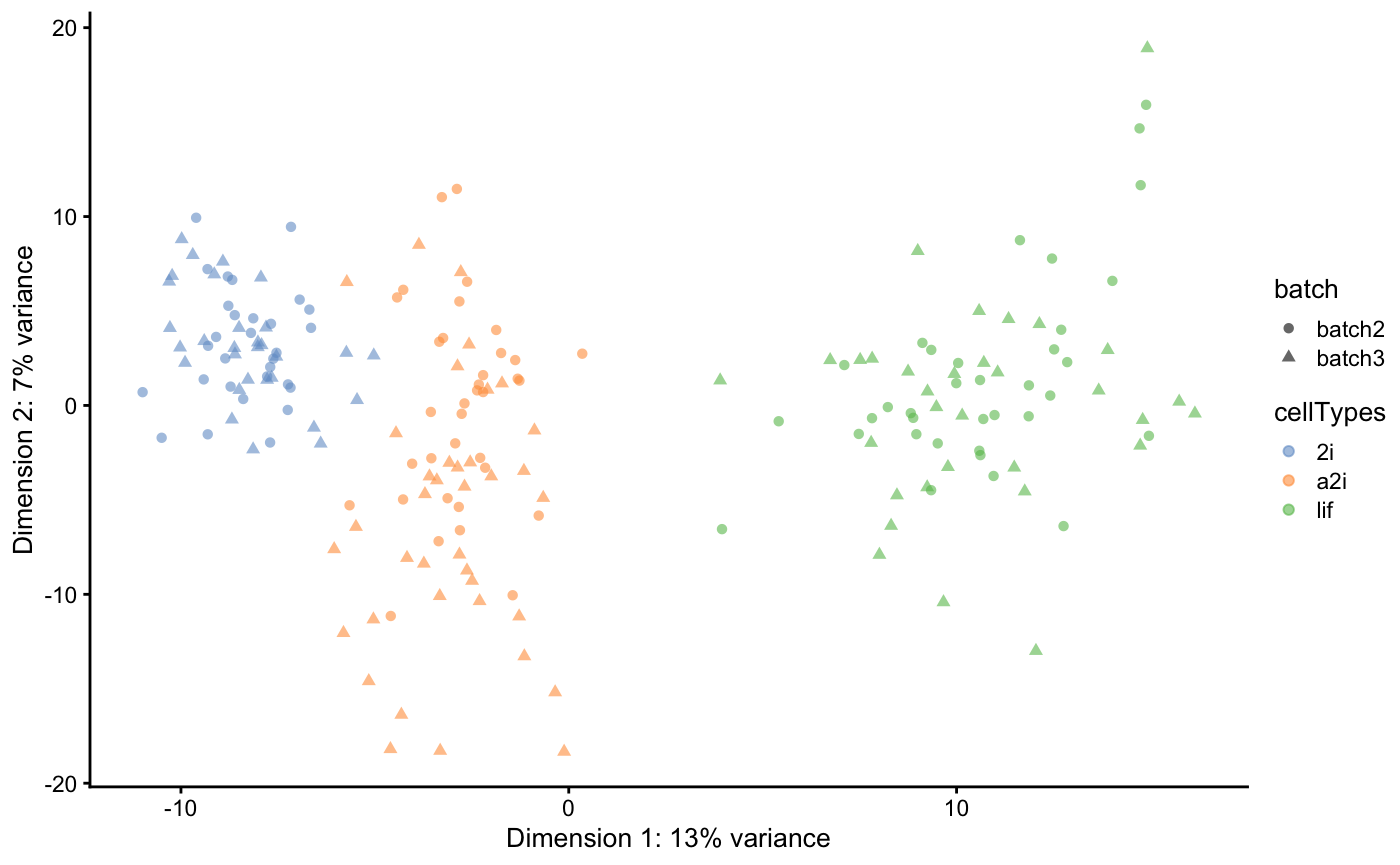 20
10
0
-10
-20
Dimension 2: 7% variance
-10
0
10
Dimension 1: 13% variance
batch
batch2
batch3
cellTypes
2i
a2i
lif